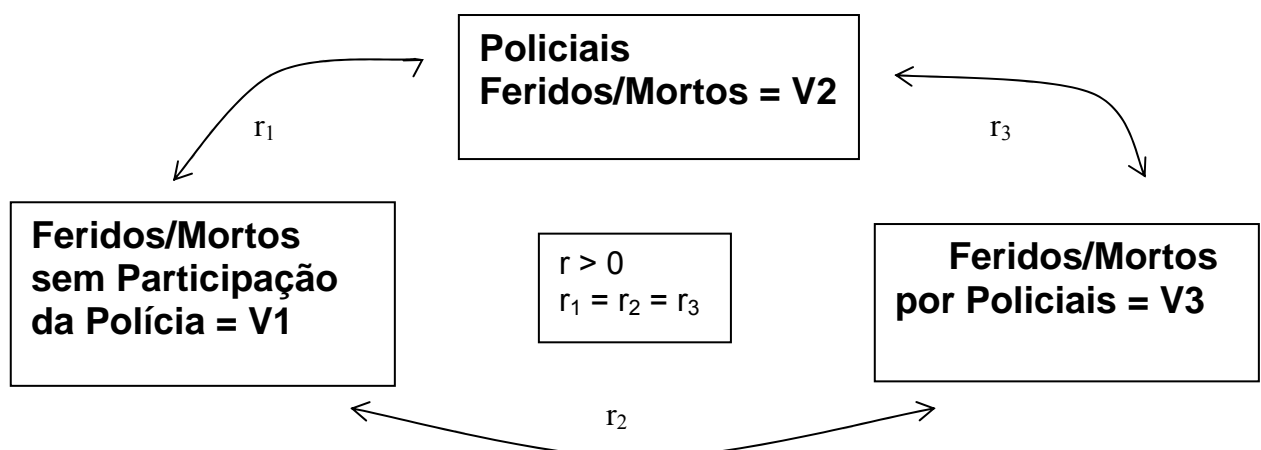 Policiais
Feridos/Mortos = V2
r₁
r₃
Feridos/Mortos
sem Participação
da Polícia = V1
r > 0
r₁ = r₂ = r₃
Feridos/Mortos
por Policiais = V3
r₂